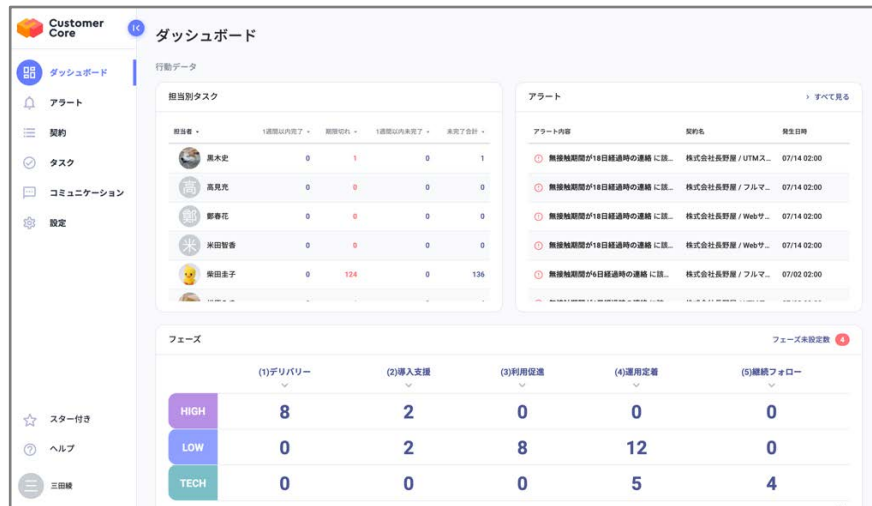 Customer
Core
ダッシュボード
アラート
契約
タスク
コミュニケーション
設定
スター付き
ヘルプ
三 三田綾
ダッシュボード
行動データ
担当別タスク
担当者 1週間以内完了 期限切れ 1週間以内未完了 未完了合計
黒木史 0 1 0 1
高 高見充 0 0 0 0
鄭 鄭春花 0 0 0 0
米 米田智香 0 0 0 0
柴田圭子 0 124 0 136
アラート すべて見る
アラート内容 契約名 発生日時
無接触期間が18日経過時の連絡 に該... 株式会社長野屋 / UTMス... 07/14 02:00
無接触期間が18日経過時の連絡 に該... 株式会社長野屋 / フルマ... 07/14 02:00
無接触期間が18日経過時の連絡 に該... 株式会社長野屋 / Webサ... 07/14 02:00
無接触期間が18日経過時の連絡 に該... 株式会社長野屋 / Webサ... 07/14 02:00
無接触期間が6日経過時の連絡 に該... 株式会社長野屋 / フルマ... 07/02 02:00
フェーズ フェーズ未設定数 4
(1)デリバリー (2)導入支援 (3)利用促進 (4)運用定着 (5)継続フォロー
HIGH 8 2 0 0 0
LOW 0 2 8 12 0
TECH 0 0 0 5 4